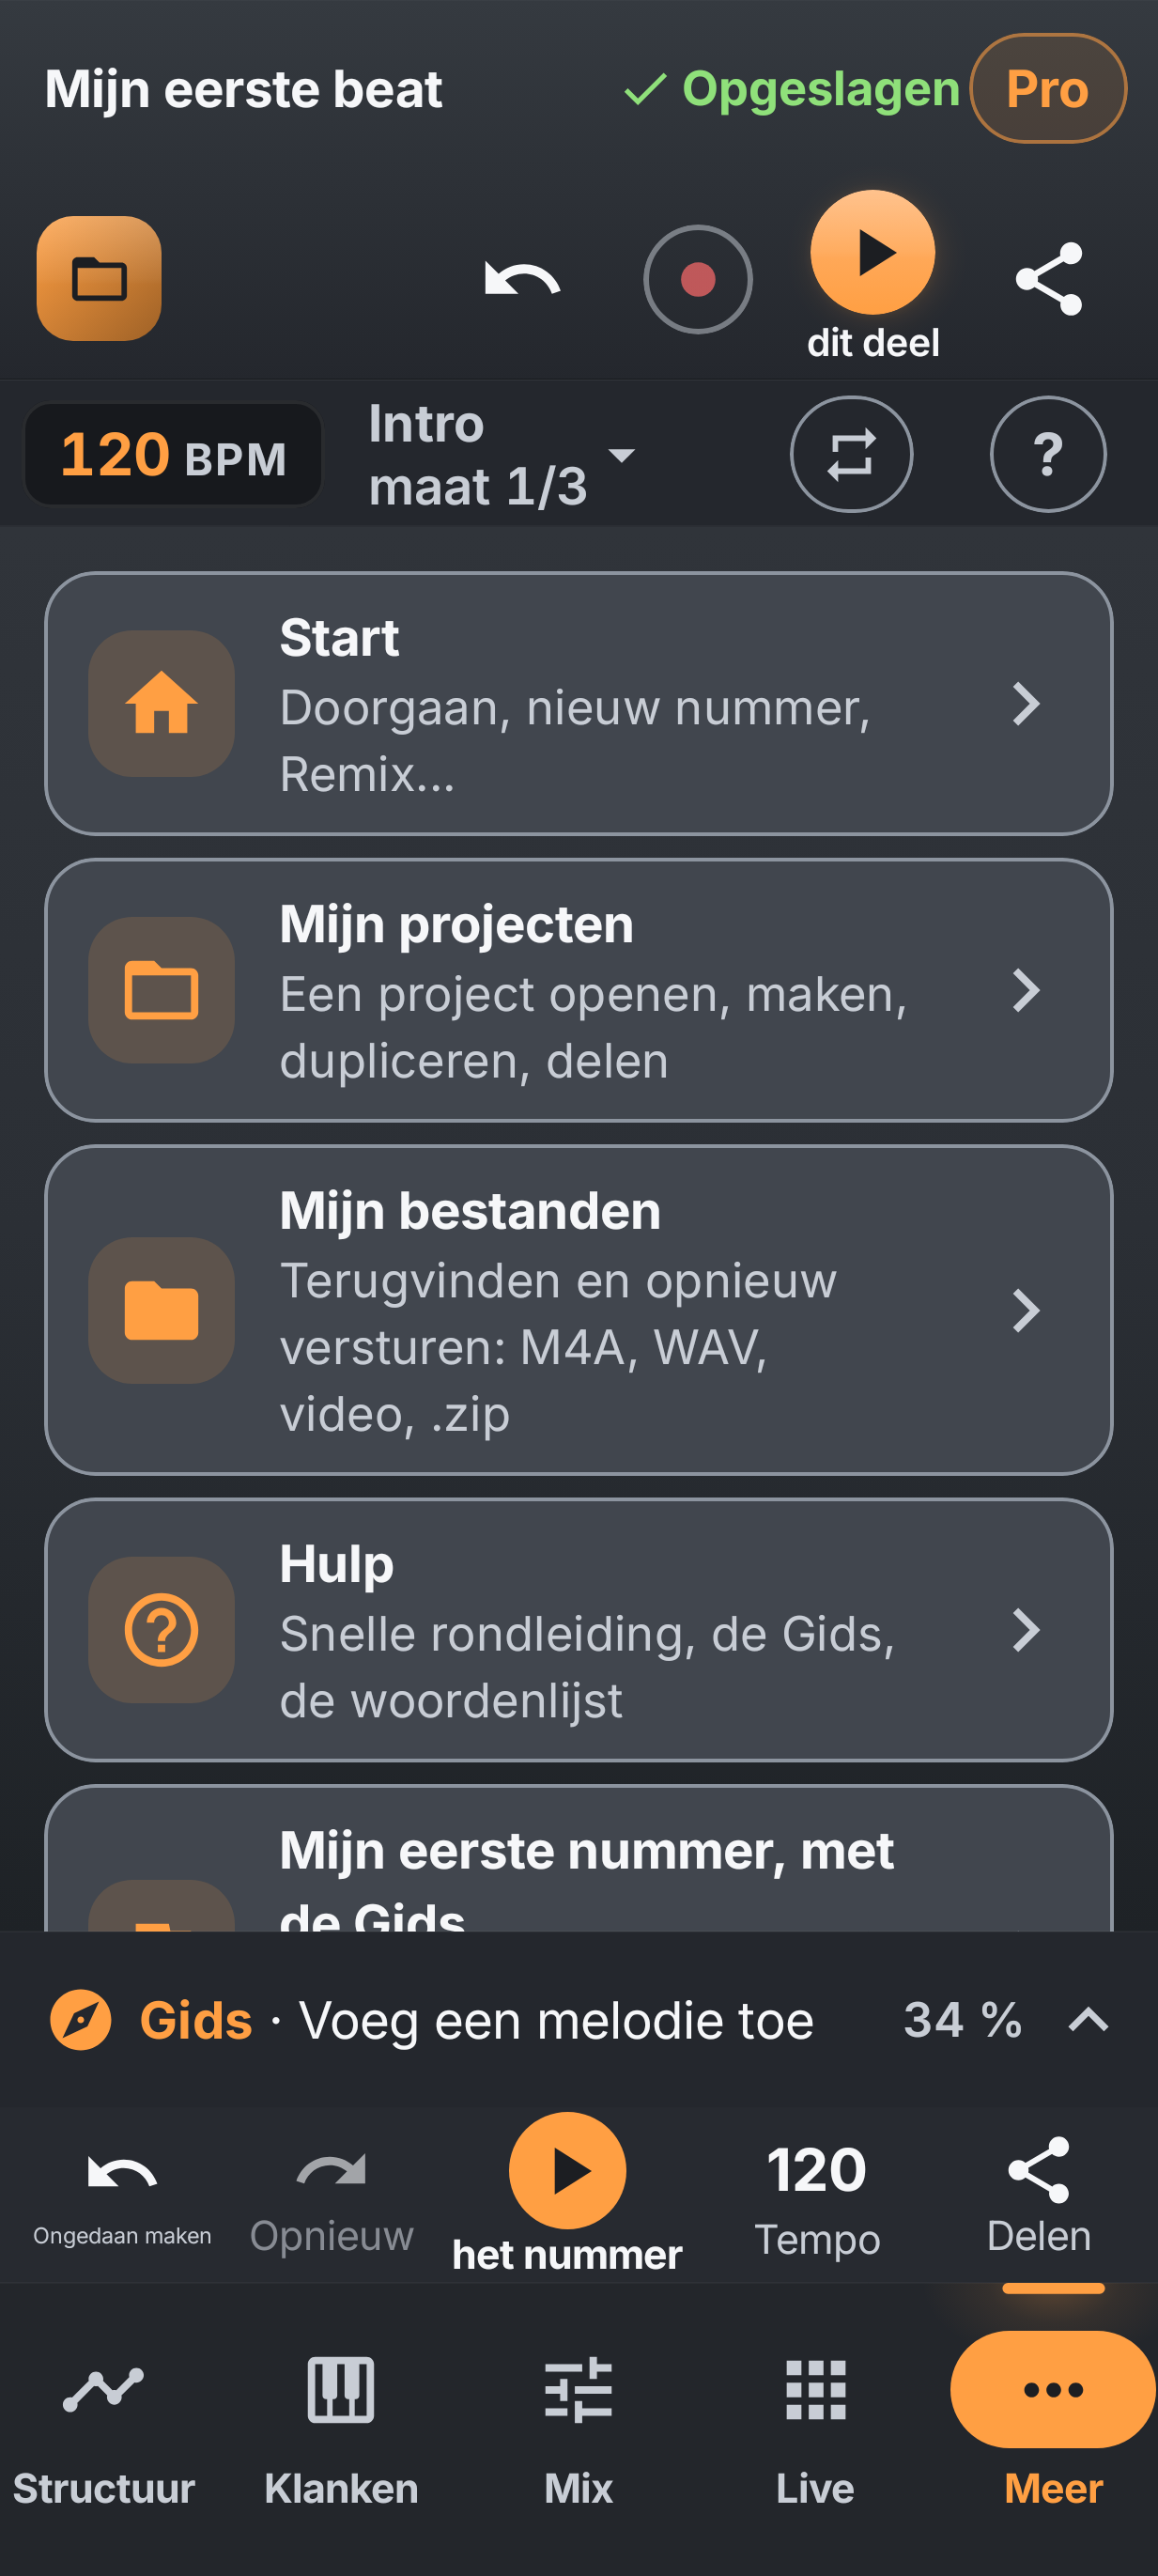 Mijn eerste beat
Opgeslagen
Pro
dit deel
120 BPM
Intro
maat 1/3
?
Start
Doorgaan, nieuw nummer,
Remix...
Mijn projecten
Een project openen, maken,
dupliceren, delen
Mijn bestanden
Terugvinden en opnieuw
versturen: M4A, WAV,
video, .zip
Hulp
Snelle rondleiding, de Gids,
de woordenlijst
Mijn eerste nummer, met
de Gids
Gids · Voeg een melodie toe
34 %
Ongedaan maken
Opnieuw
het nummer
120
Tempo
Delen
Structuur
Klanken
Mix
Live
Meer